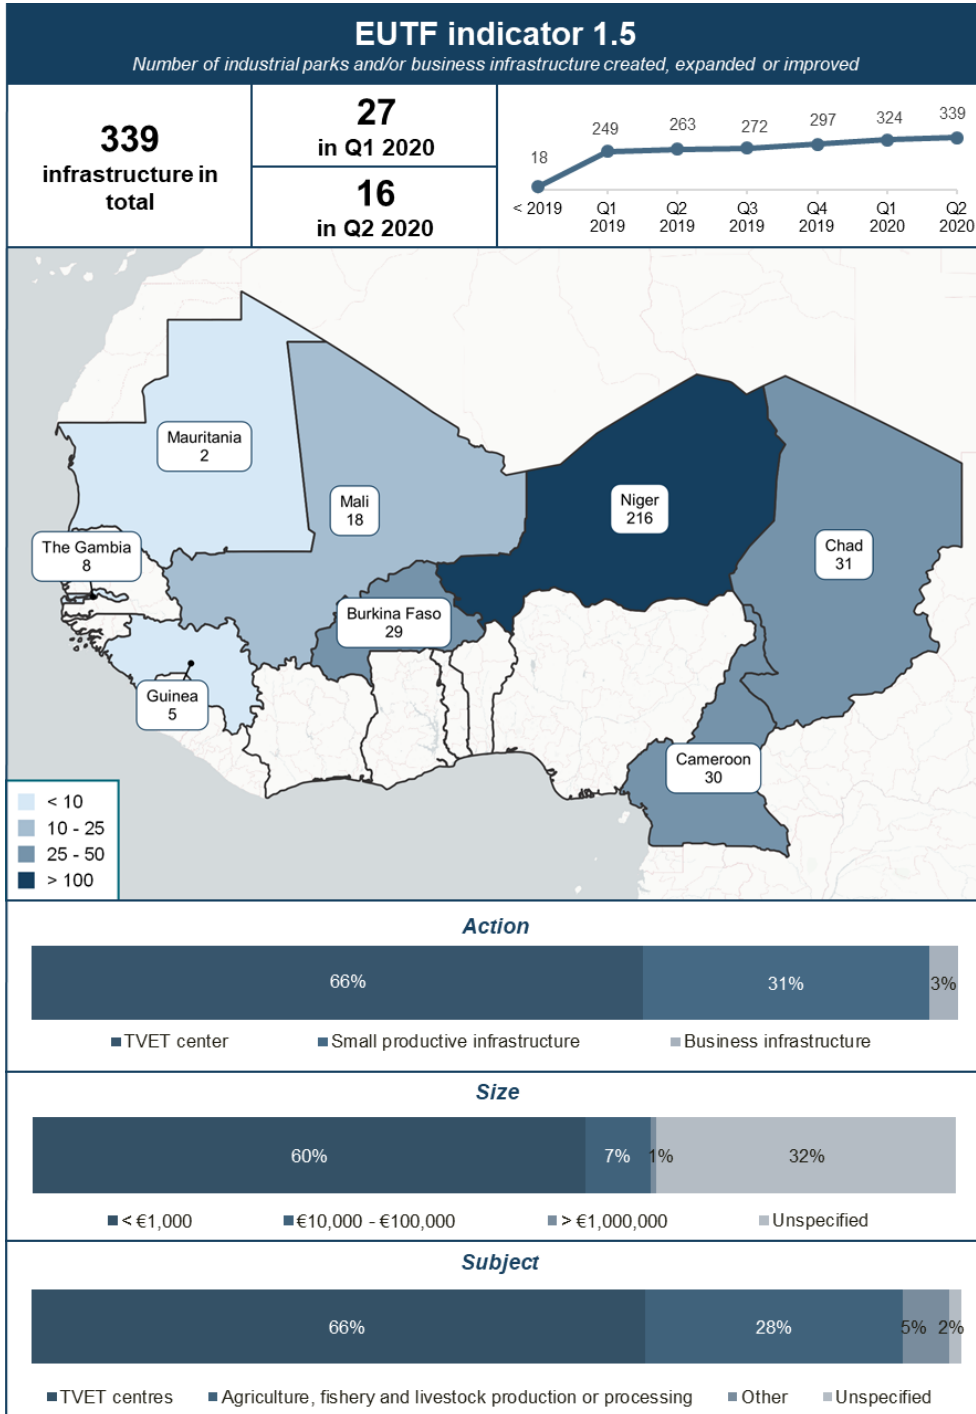 EUTF indicator 1.5
Number of industrial parks and/or business infrastructure created, expanded or improved
339
infrastructure in
total
27
in Q1 2020
16
in Q2 2020
18
249
263
272
297
324
339
< 2019
Q1
2019
Q2
2019
Q3
2019
Q4
2019
Q1
2020
Q2
2020
Mauritania
2
Mali
18
Niger
216
Chad
31
The Gambia
8
Burkina Faso
29
Guinea
5
Cameroon
30
< 10
10 - 25
25 - 50
> 100
Action
66%
31%
3%
TVET center
Small productive infrastructure
Business infrastructure
Size
60%
7%
1%
32%
< €1,000
€10,000 - €100,000
> €1,000,000
Unspecified
Subject
66%
28%
5%
2%
TVET centres
Agriculture, fishery and livestock production or processing
Other
Unspecified